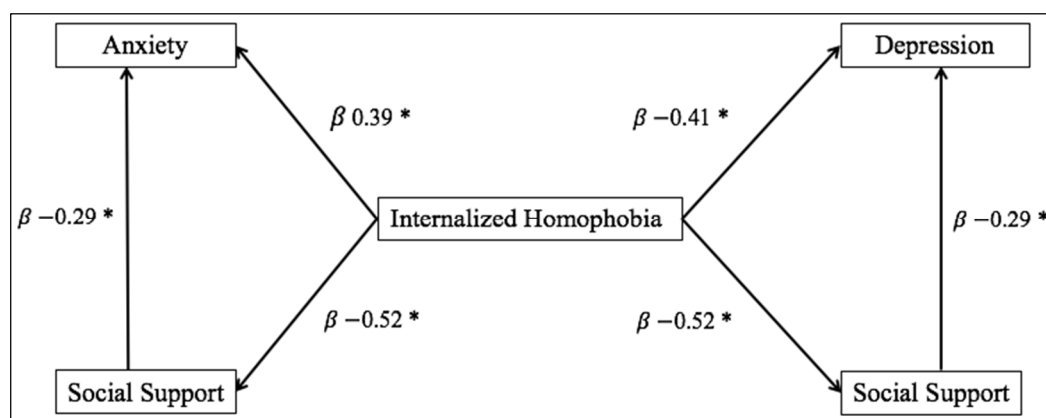 Anxiety
Depression
β 0.39 *
β −0.41 *
β −0.29 *
Internalized Homophobia
β −0.29 *
β −0.52 *
β −0.52 *
Social Support
Social Support